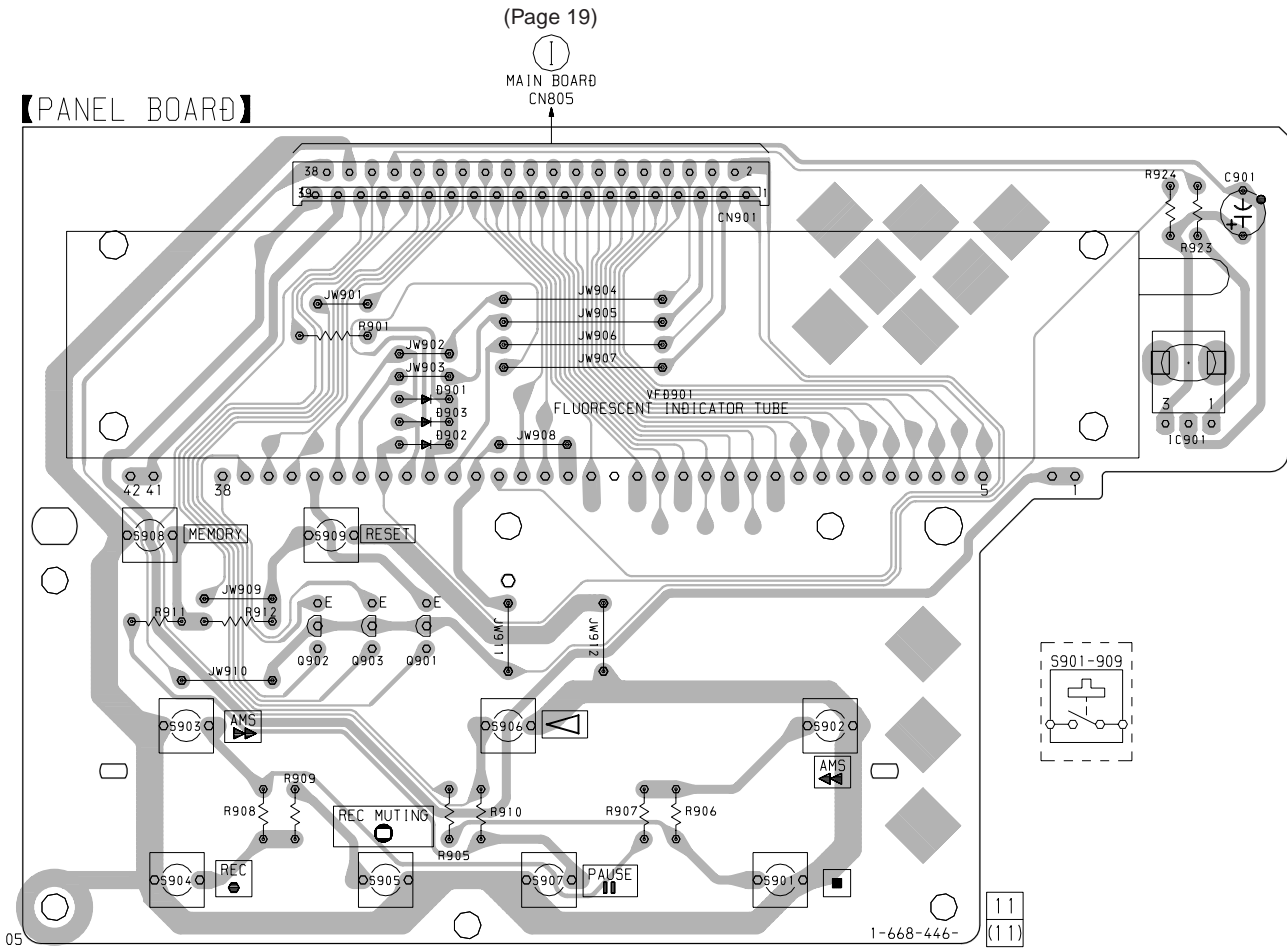 (Page 19)
I
MAIN BOARD
CN805
【PANEL BOARD】
38 2
39 1
CN901
R924 C901
+
R923
JW901
R901
JW902
JW903
D901
D903
D902
JW904
JW905
JW906
JW907
VFD901
FLUORESCENT INDICATOR TUBE
JW908
3 1
IC901
42 41 38 5 1
S908 MEMORY S909 RESET
JW909
R911 R912
E E E
Q902 Q903 Q901
JW910
JW911 JW912
S901-909
S903 AMS S906 S902
AMS
R908 R909
REC MUTING
R905 R910
R907 R906
S904 REC S905 S907 PAUSE S901
05
1-668-446-
11
(11)